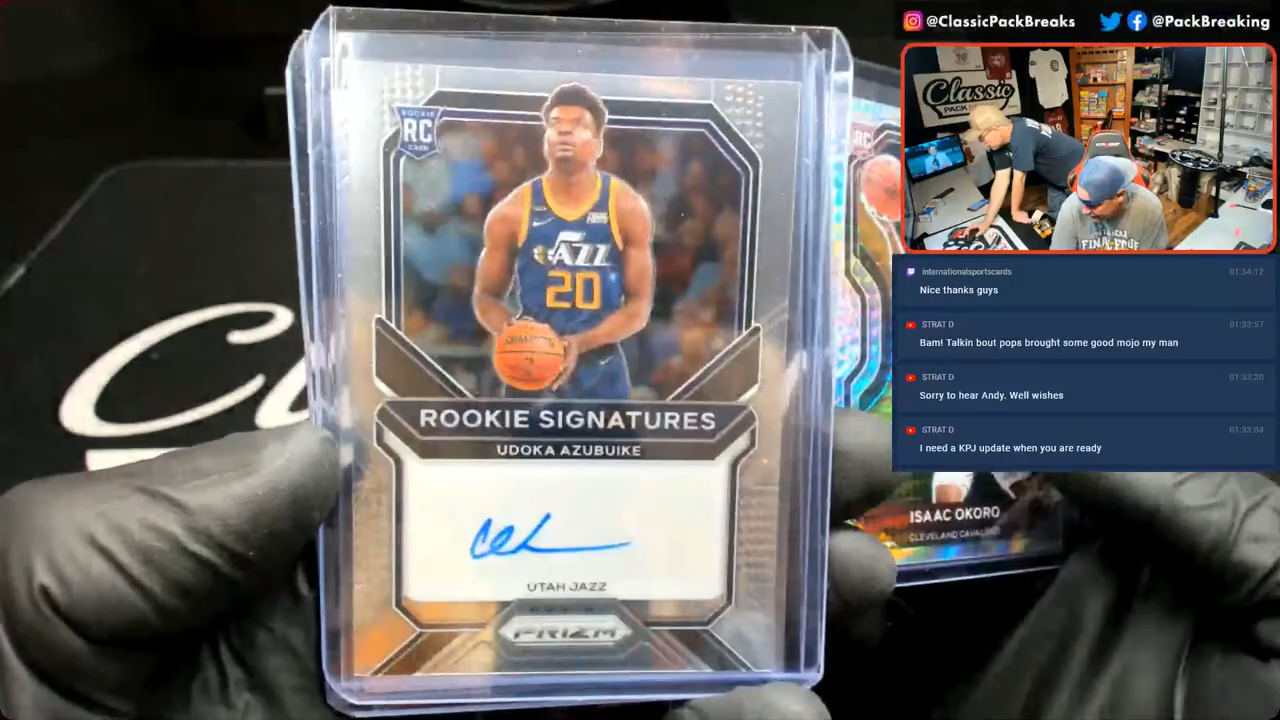 @ClassicPackBreaks @PackBreaking
Classic
PACK
internationalsportscards 01:34:12
Nice thanks guys
STRAT D 01:33:57
Bam! Talkin bout pops brought some good mojo my man
STRAT D 01:33:20
Sorry to hear Andy. Well wishes
STRAT D 01:33:04
I need a KPJ update when you are ready
ROOKIE
RC
CARD
JAZZ
20
ROOKIE SIGNATURES
UDOKA AZUBUIKE
UTAH JAZZ
PRIZM
RC
ISAAC OKORO
CLEVELAND CAVALIERS